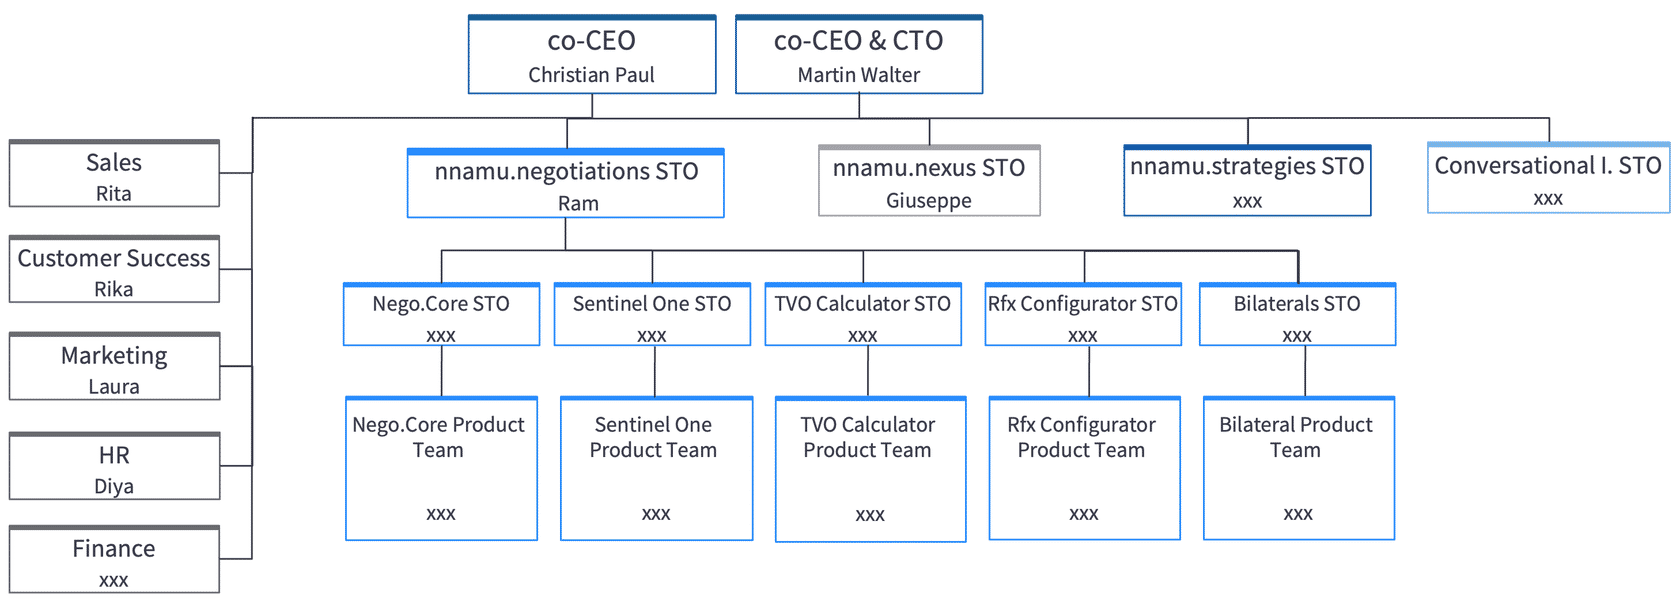 co-CEO
Christian Paul
co-CEO & CTO
Martin Walter
Sales
Rita
Customer Success
Rika
Marketing
Laura
HR
Diya
Finance
xxx
nnamu.negotiations STO
Ram
nnamu.nexus STO
Giuseppe
nnamu.strategies STO
xxx
Conversational I. STO
xxx
Nego.Core STO
xxx
Sentinel One STO
xxx
TVO Calculator STO
xxx
Rfx Configurator STO
xxx
Bilaterals STO
xxx
Nego.Core Product
Team
xxx
Sentinel One
Product Team
xxx
TVO Calculator
Product Team
xxx
Rfx Configurator
Product Team
xxx
Bilateral Product
Team
xxx